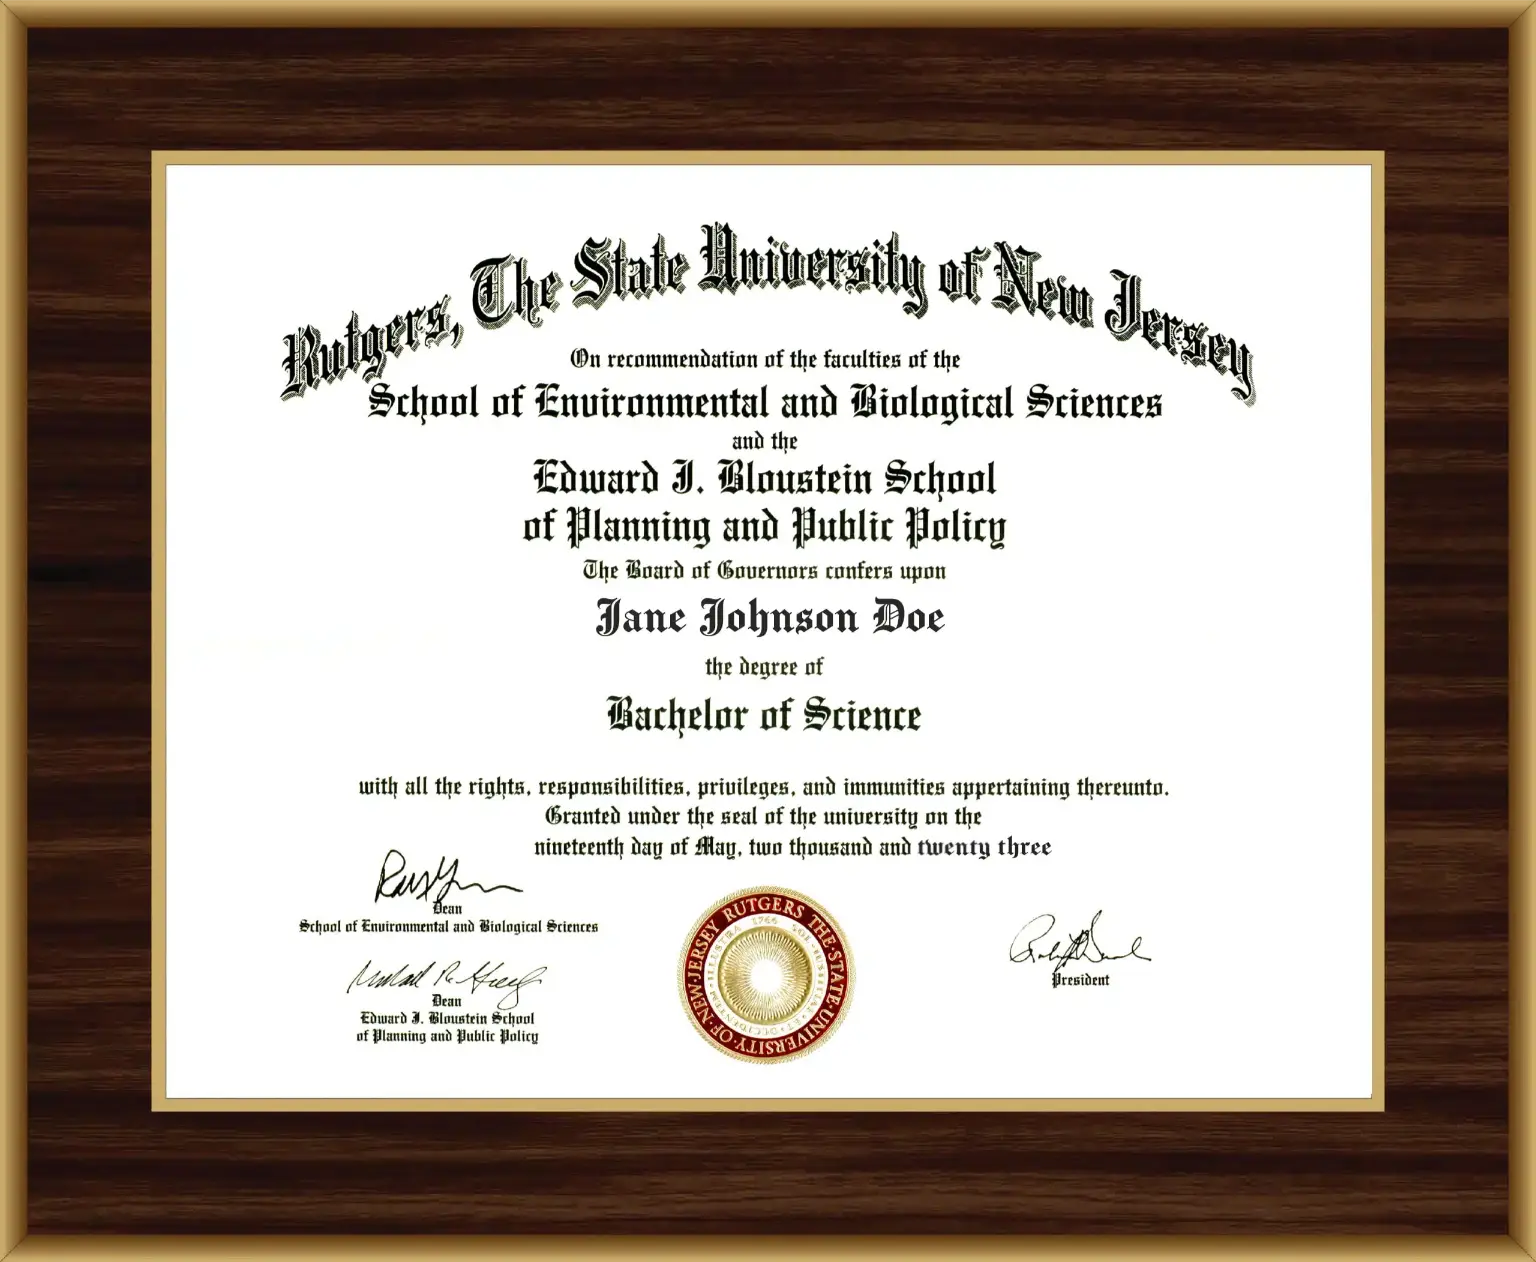 Rutgers, The State University of New Jersey
On recommendation of the faculties of the
School of Environmental and Biological Sciences
and the
Edward J. Bloustein School
of Planning and Public Policy
The Board of Governors confers upon
Jane Johnson Doe
the degree of
Bachelor of Science
with all the rights, responsibilities, privileges, and immunities appertaining thereunto.
Granted under the seal of the university on the
nineteenth day of May, two thousand and twenty three
Dean
School of Environmental and Biological Sciences
Dean
Edward J. Bloustein School
of Planning and Public Policy
RUTGERS THE·STATE·UNIVERSITY·OF·NEW·JERSEY
1766
President